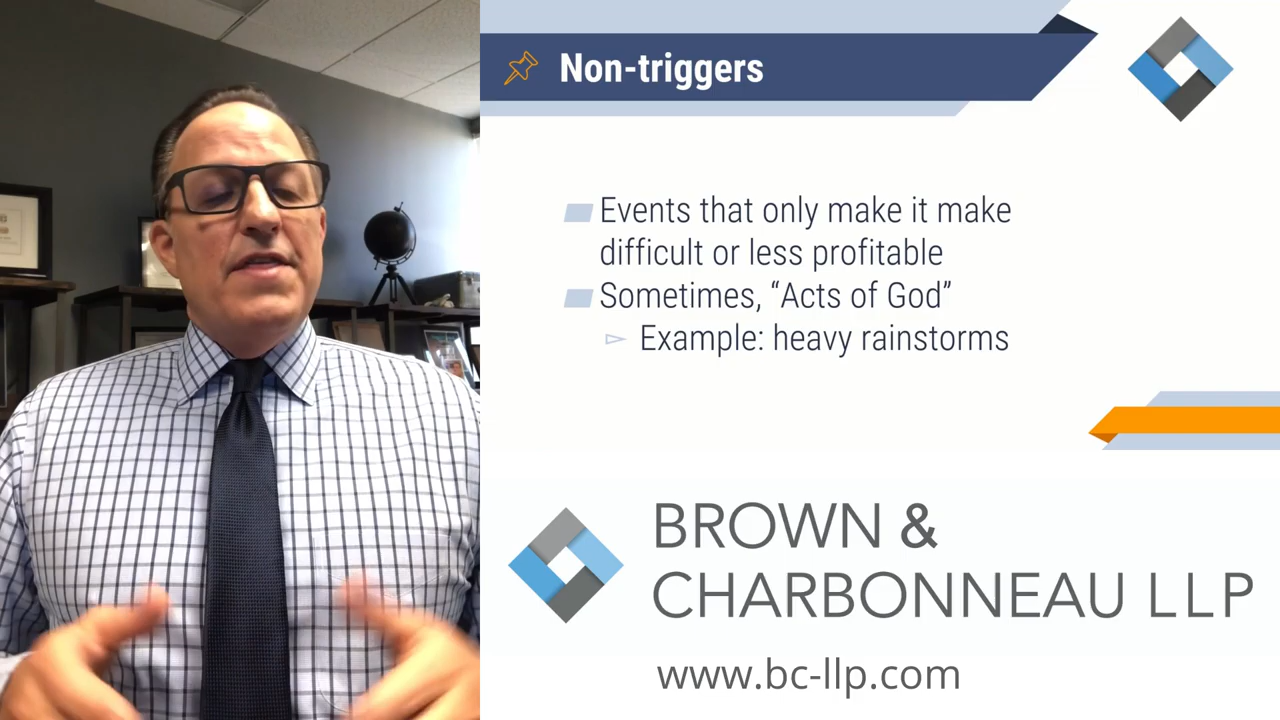 Non-triggers
Events that only make it make
difficult or less profitable
Sometimes, “Acts of God”
Example: heavy rainstorms
BROWN &
CHARBONNEAU LLP
www.bc-llp.com